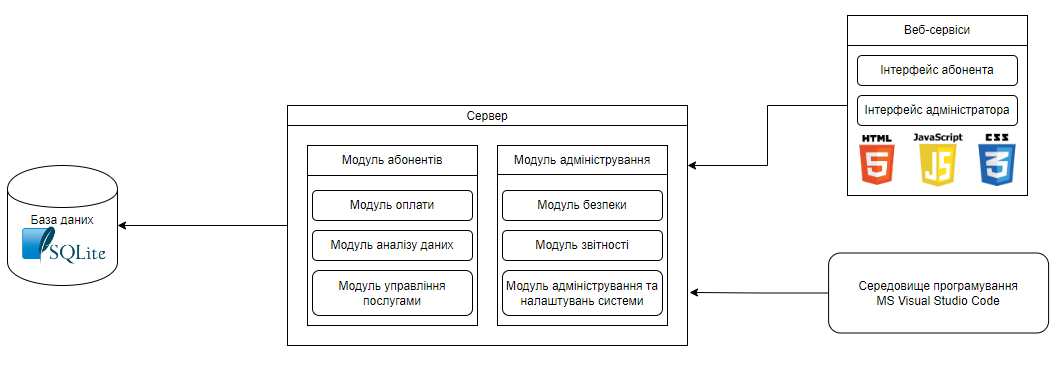 База даних
SQLite
Сервер
Модуль абонентів
Модуль оплати
Модуль аналізу даних
Модуль управління
послугами
Модуль адміністрування
Модуль безпеки
Модуль звітності
Модуль адміністрування та
налаштувань системи
Веб-сервіси
Інтерфейс абонента
Інтерфейс адміністратора
HTML
5
JavaScript
JS
CSS
3
Середовище програмування
MS Visual Studio Code